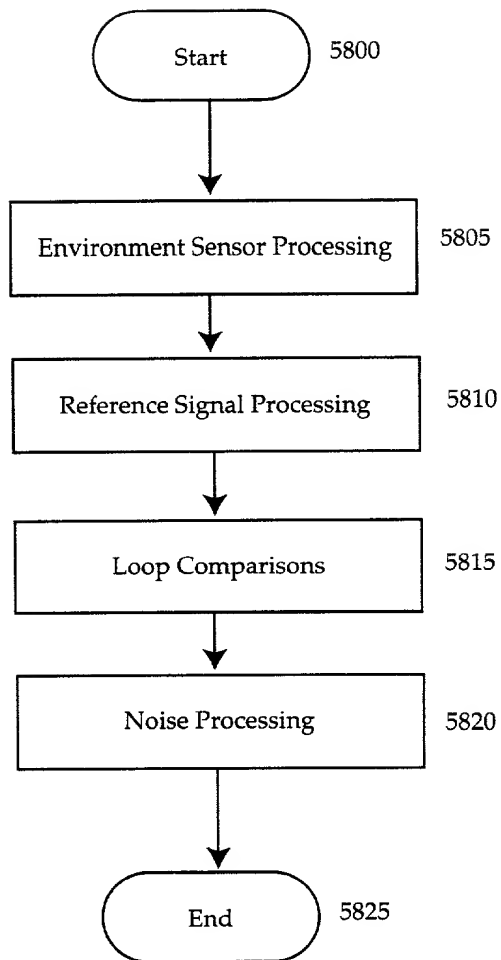 Start 5800
Environment Sensor Processing 5805
Reference Signal Processing 5810
Loop Comparisons 5815
Noise Processing 5820
End 5825